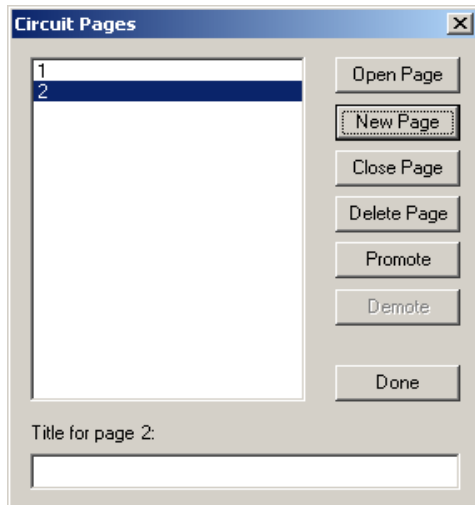 Circuit Pages
1
2
Open Page
New Page
Close Page
Delete Page
Promote
Demote
Done
Title for page 2: